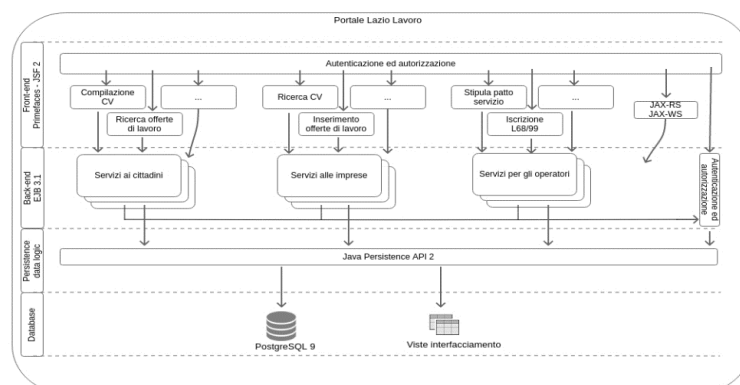 Portale Lazio Lavoro
Front-end
Primefaces - JSF 2
Autenticazione ed autorizzazione
Compilazione
CV
...
Ricerca CV
...
Stipula patto
servizio
...
JAX-RS
JAX-WS
Ricerca offerte
di lavoro
Inserimento
offerte di lavoro
Iscrizione
L68/99
Back-end
EJB 3.1
Servizi ai cittadini
Servizi alle imprese
Servizi per gli operatori
Autenticazione ed
autorizzazione
Persistence
data logic
Java Persistence API 2
Database
PostgreSQL 9
Viste interfacciamento